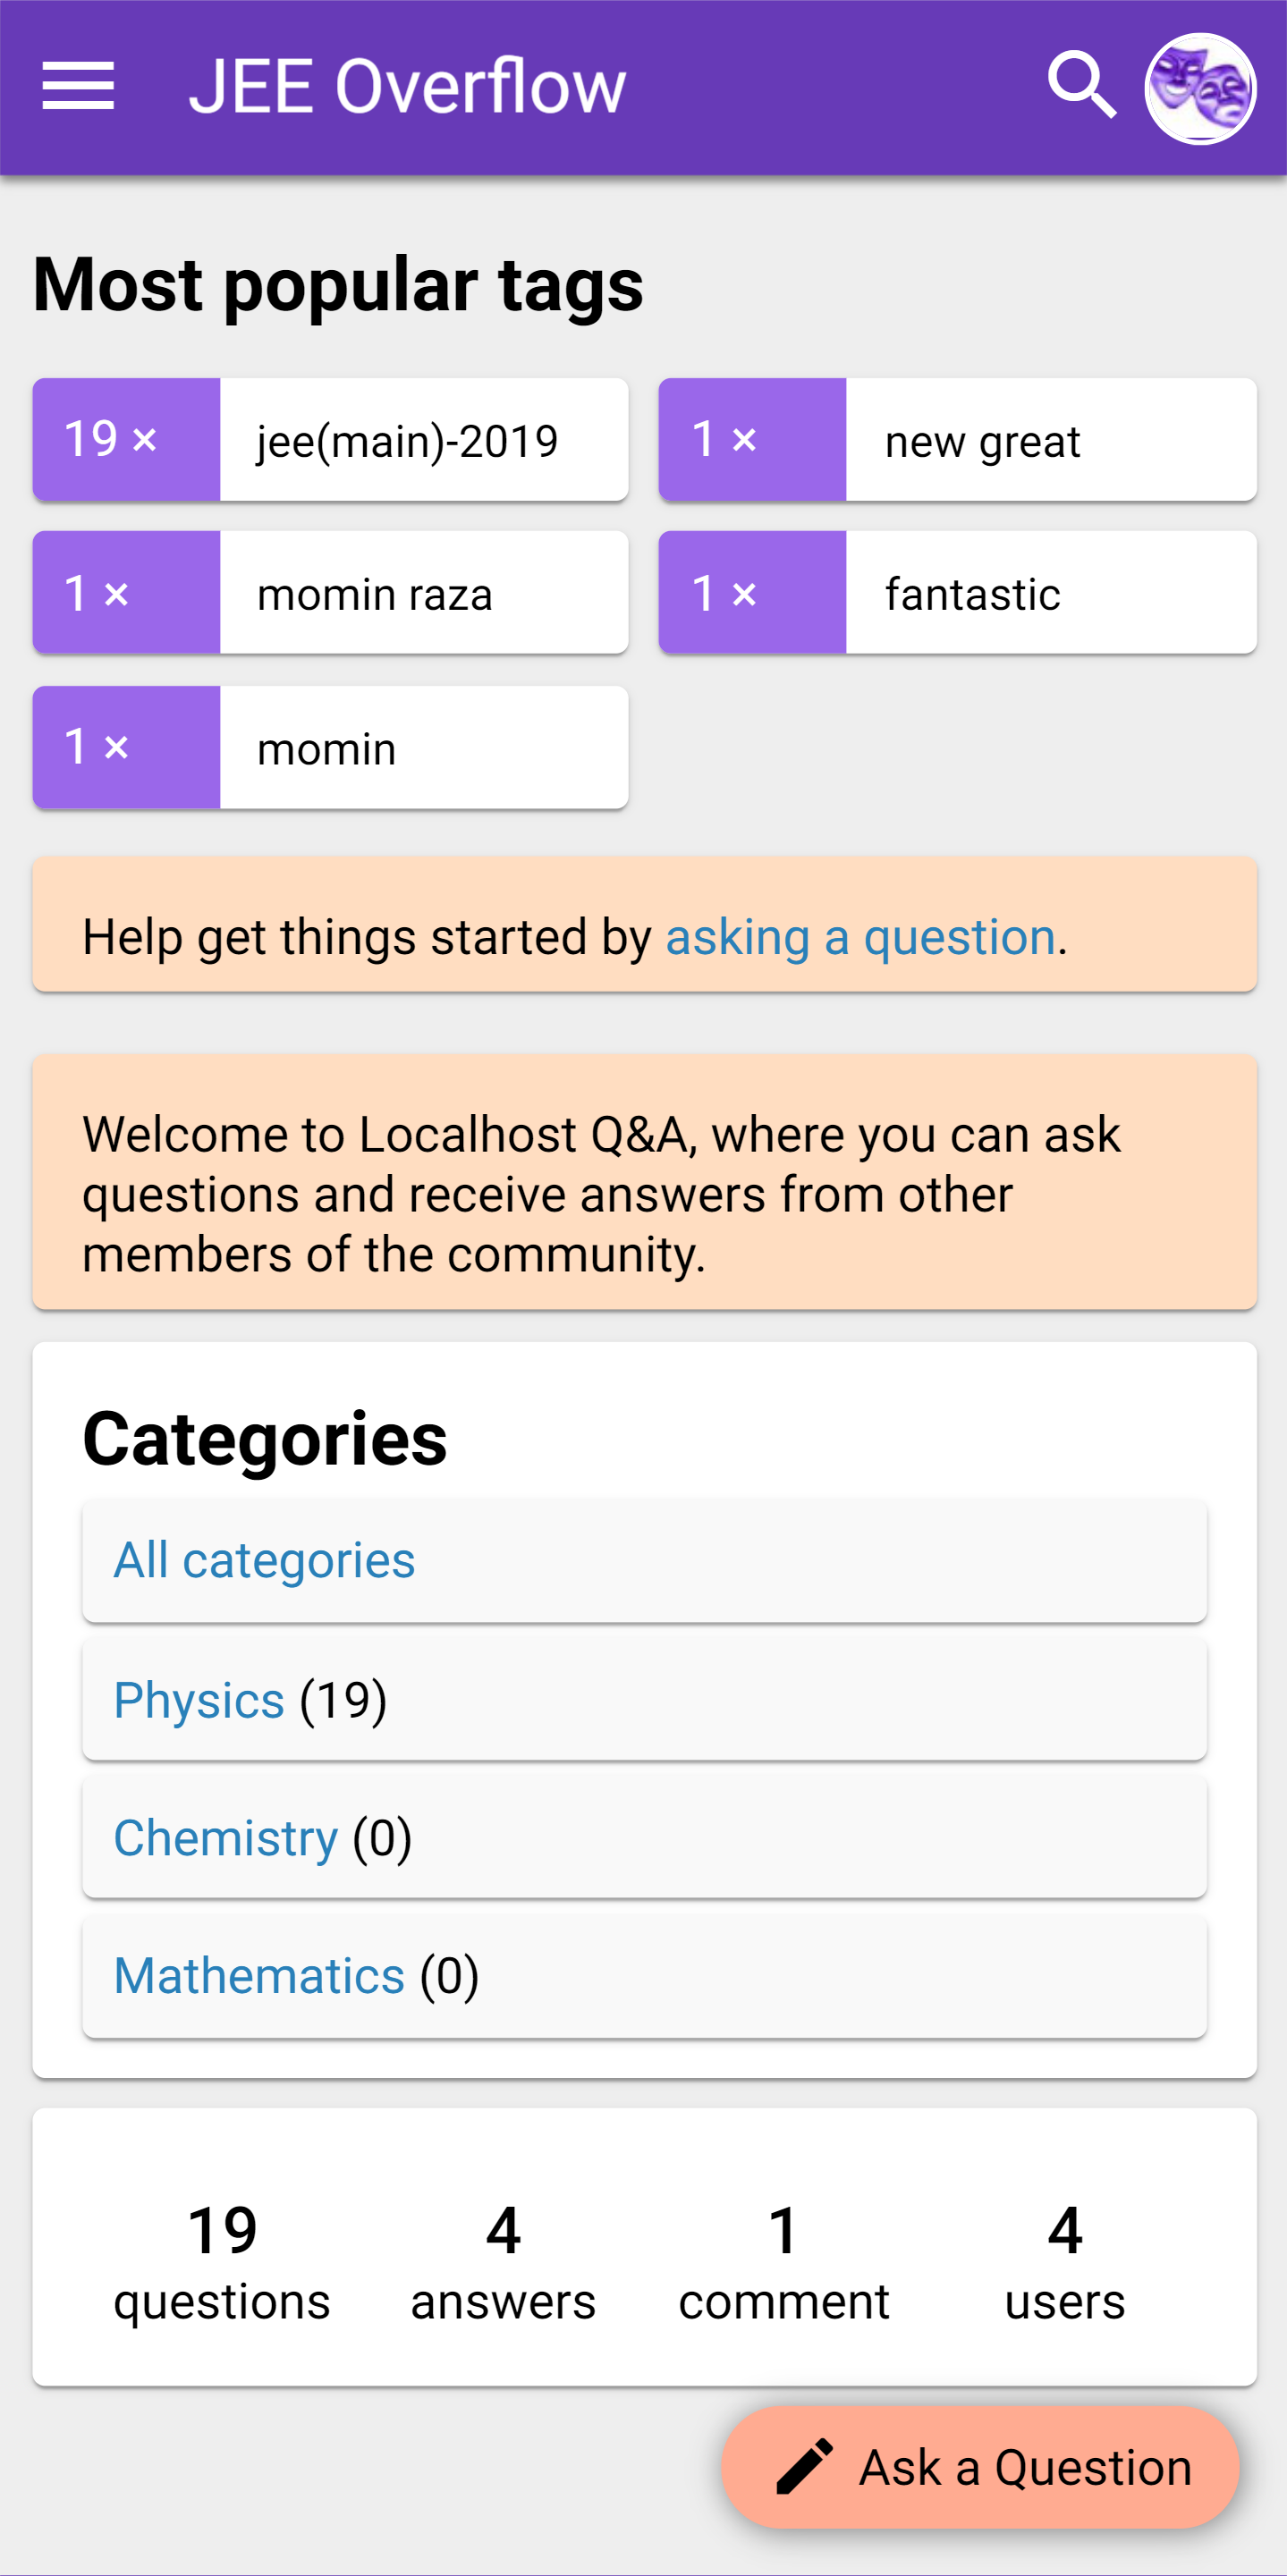 JEE Overflow
Most popular tags
19 × jee(main)-2019
1 × new great
1 × momin raza
1 × fantastic
1 × momin
Help get things started by asking a question.
Welcome to Localhost Q&A, where you can ask
questions and receive answers from other
members of the community.
Categories
All categories
Physics (19)
Chemistry (0)
Mathematics (0)
19 questions
4 answers
1 comment
4 users
Ask a Question